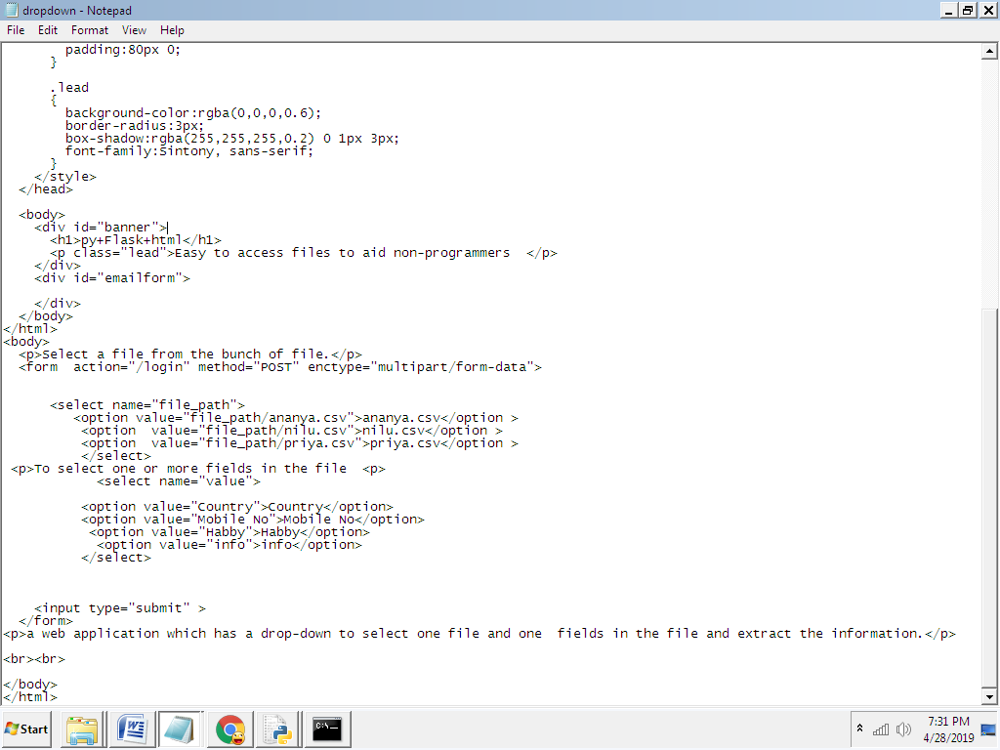 dropdown - Notepad
File Edit Format View Help
padding:80px 0;
}
.lead
{
background-color:rgba(0,0,0,0.6);
border-radius:3px;
box-shadow:rgba(255,255,255,0.2) 0 1px 3px;
font-family:Sintony, sans-serif;
}
</style>
</head>
<body>
<div id="banner">
<h1>py+Flask+html</h1>
<p class="lead">Easy to access files to aid non-programmers  </p>
</div>
<div id="emailform">
</div>
</body>
</html>
<body>
<p>Select a file from the bunch of file.</p>
<form  action="/login" method="POST" enctype="multipart/form-data">
<select name="file_path">
<option value="file_path/ananya.csv">ananya.csv</option >
<option  value="file_path/nilu.csv">nilu.csv</option >
<option  value="file_path/priya.csv">priya.csv</option >
</select>
<p>To select one or more fields in the file  <p>
<select name="value">
<option value="Country">Country</option>
<option value="Mobile No">Mobile No</option>
<option value="Habby">Habby</option>
<option value="info">info</option>
</select>
<input type="submit" >
</form>
<p>a web application which has a drop-down to select one file and one  fields in the file and extract the information.</p>
<br><br>
</body>
</html>
Start
W
C:\_
7:31 PM
4/28/2019